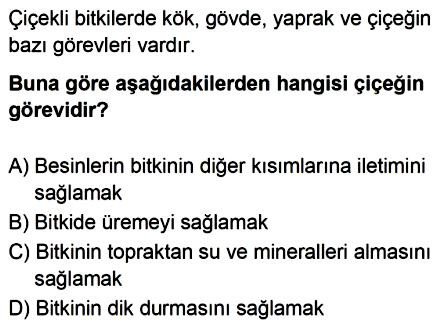 Çiçekli bitkilerde kök, gövde, yaprak ve çiçeğin
bazı görevleri vardır.
Buna göre aşağıdakilerden hangisi çiçeğin
görevidir?
A) Besinlerin bitkinin diğer kısımlarına iletimini
sağlamak
B) Bitkide üremeyi sağlamak
C) Bitkinin topraktan su ve mineralleri almasını
sağlamak
D) Bitkinin dik durmasını sağlamak